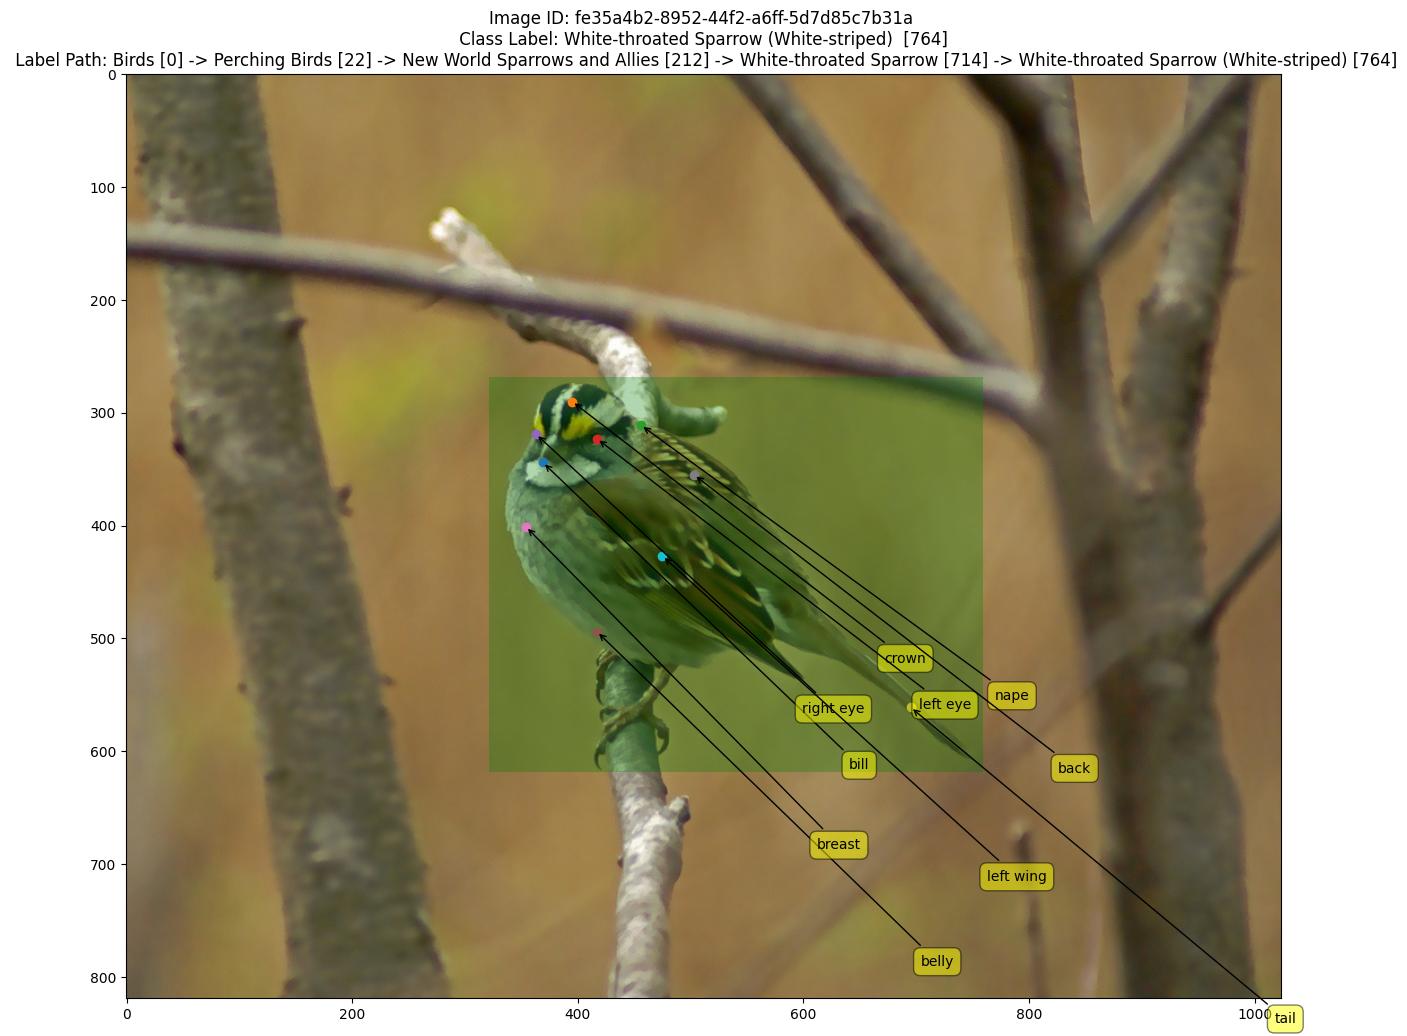 Image ID: fe35a4b2-8952-44f2-a6ff-5d7d85c7b31a
Class Label: White-throated Sparrow (White-striped)  [764]
Label Path: Birds [0] -> Perching Birds [22] -> New World Sparrows and Allies [212] -> White-throated Sparrow [714] -> White-throated Sparrow (White-striped) [764]
0
100
200
300
400
500
600
700
800
crown
nape
right eye
left eye
bill
back
breast
left wing
belly
tail
0
200
400
600
800
1000